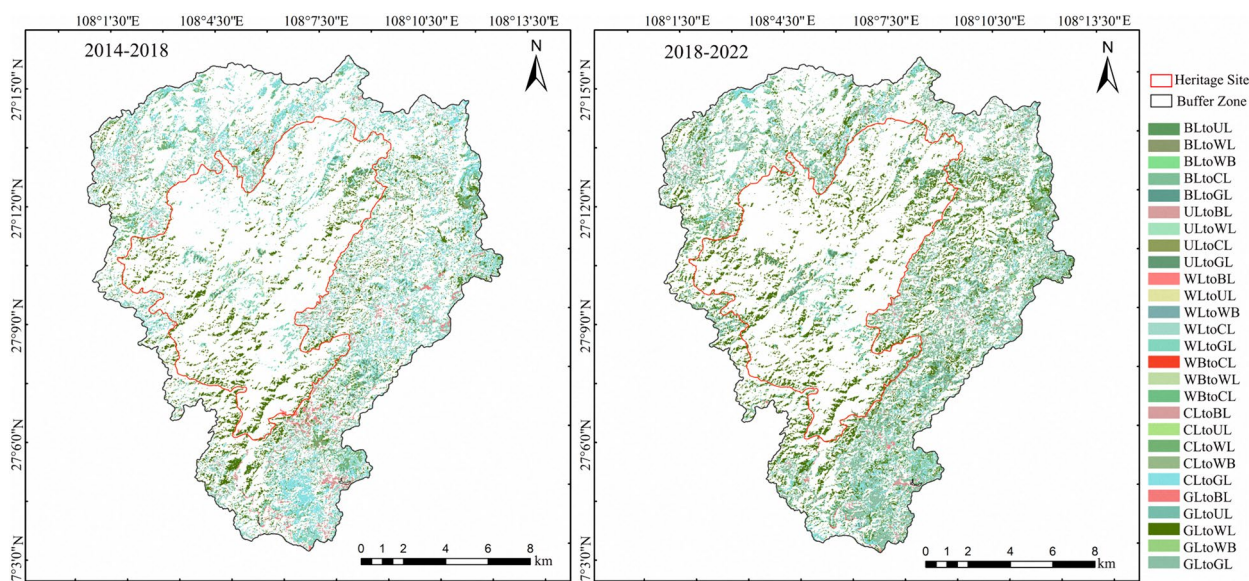 108°1'30"E 108°4'30"E 108°7'30"E 108°10'30"E 108°13'30"E
108°1'30"E 108°4'30"E 108°7'30"E 108°10'30"E 108°13'30"E
2014-2018
N
2018-2022
N
27°15'0"N
27°12'0"N
27°9'0"N
27°6'0"N
7°3'0"N
27°15'0"N
27°12'0"N
27°9'0"N
27°6'0"N
7°3'0"N
0 1 2 4 6 8
km
0 1 2 4 6 8
km
Heritage Site
Buffer Zone
BLtoUL
BLtoWL
BLtoWB
BLtoCL
BLtoGL
ULtoBL
ULtoWL
ULtoCL
ULtoGL
WLtoBL
WLtoUL
WLtoWB
WLtoCL
WLtoGL
WBtoCL
WBtoWL
WBtoCL
CLtoBL
CLtoUL
CLtoWL
CLtoWB
CLtoGL
GLtoBL
GLtoUL
GLtoWL
GLtoWB
GLtoGL